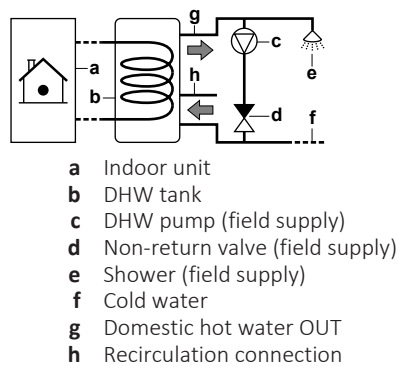 g
c
a
h
e
b
d
f
a Indoor unit
b DHW tank
c DHW pump (field supply)
d Non-return valve (field supply)
e Shower (field supply)
f Cold water
g Domestic hot water OUT
h Recirculation connection